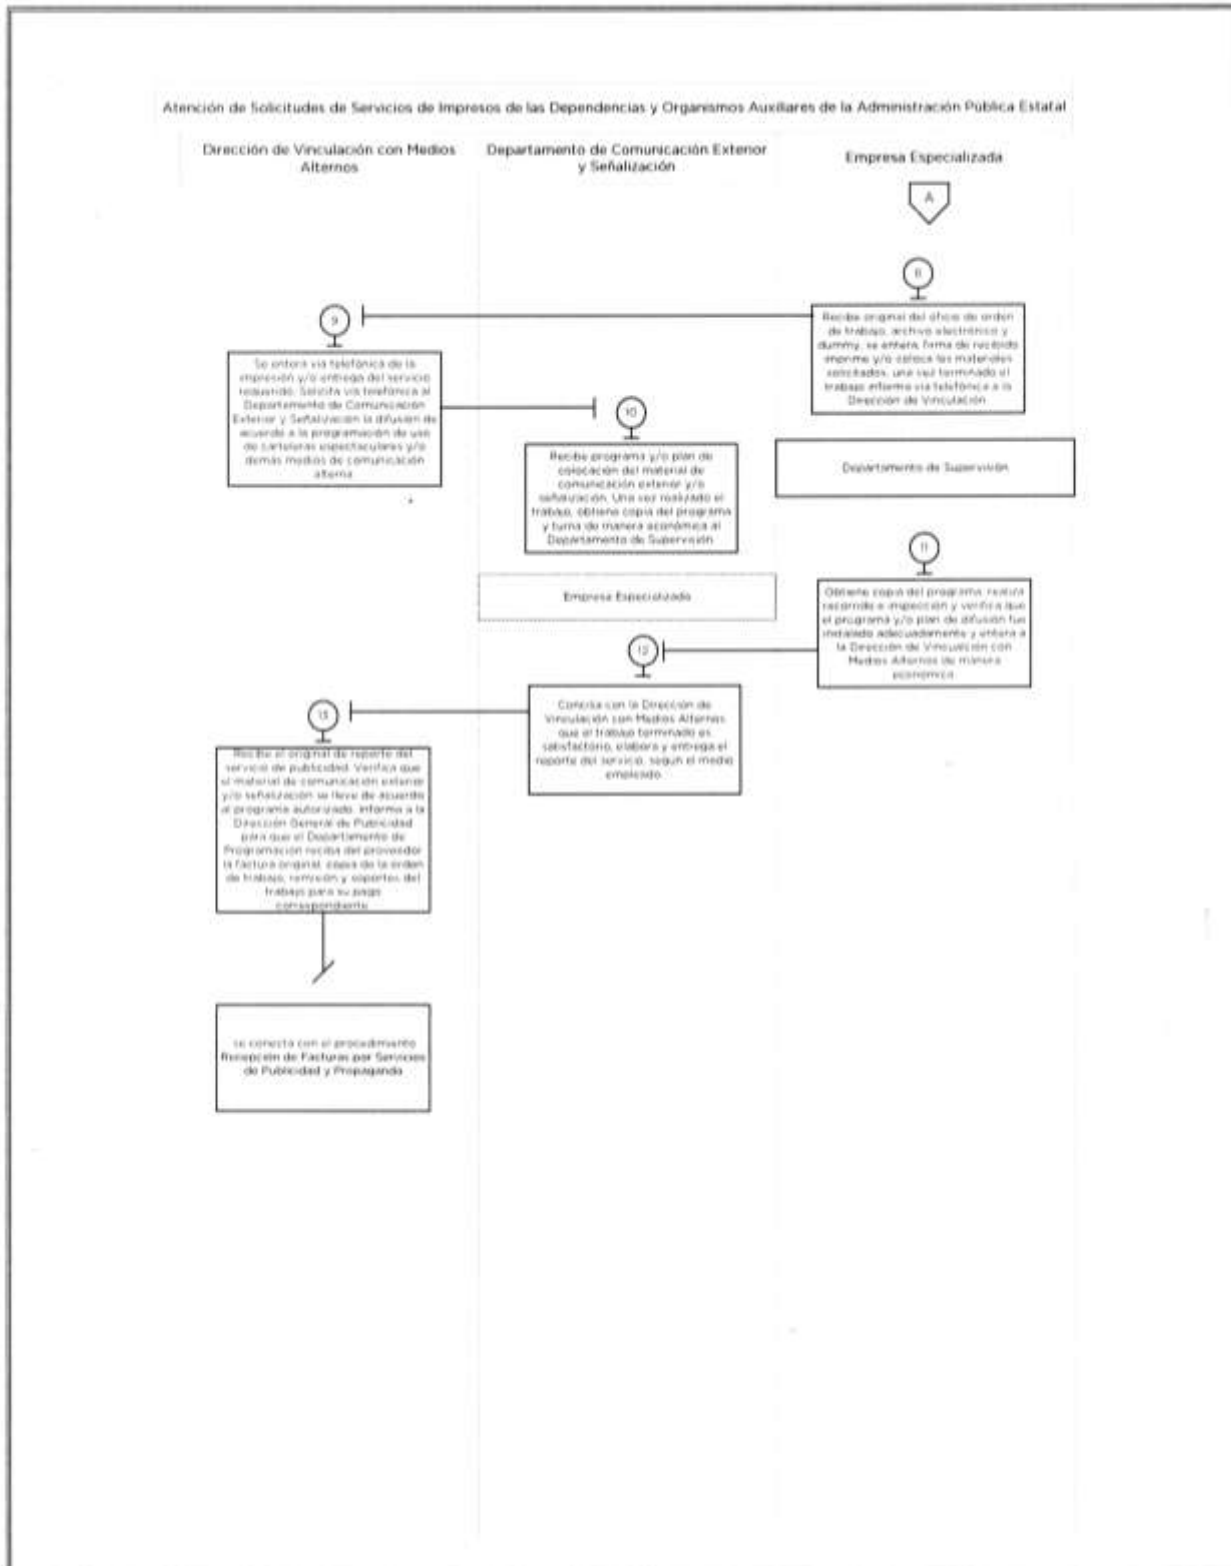 Atención de Solicitudes de Servicios de Impresos de las Dependencias y Organismos Auxiliares de la Administración Pública Estatal
Dirección de Vinculación con Medios
Alternos
Departamento de Comunicación Exterior
y Señalización
Empresa Especializada
A
8
Recibe original del oficio de orden
de trabajo, archivo electrónico y
dummy, se entera, firma de recibido
imprime y/o coloca los materiales
solicitados, una vez terminado el
trabajo informa vía telefónica a la
Dirección de Vinculación
9
Se entera vía telefónica de la
impresión y/o entrega del servicio
requerido. Solicita vía telefónica al
Departamento de Comunicación
Exterior y Señalización la difusión de
acuerdo a la programación de uso
de carteleras espectaculares y/o
demás medios de comunicación
alterna
10
Recibe programa y/o plan de
colocación del material de
comunicación exterior y/o
señalización. Una vez realizado el
trabajo, obtiene copia del programa
y turna de manera económica al
Departamento de Supervisión
Departamento de Supervisión
11
Obtiene copia del programa, realiza
recorrido e inspección y verifica que
el programa y/o plan de difusión fue
instalado adecuadamente y entera a
la Dirección de Vinculación con
Medios Alternos de manera
económica
Empresa Especializada
12
Concilia con la Dirección de
Vinculación con Medios Alternos
que el trabajo terminado es
satisfactorio, elabora y entrega el
reporte del servicio, según el medio
empleado.
13
Recibe el original de reporte del
servicio de publicidad. Verifica que
el material de comunicación exterior
y/o señalización se lleve de acuerdo
al programa autorizado. Informa a la
Dirección General de Publicidad
para que el Departamento de
Programación reciba del proveedor
la factura original, copia de la orden
de trabajo, remisión y soportes del
trabajo para su pago
correspondiente
se conecta con el procedimiento
Recepción de Facturas por Servicios
de Publicidad y Propaganda